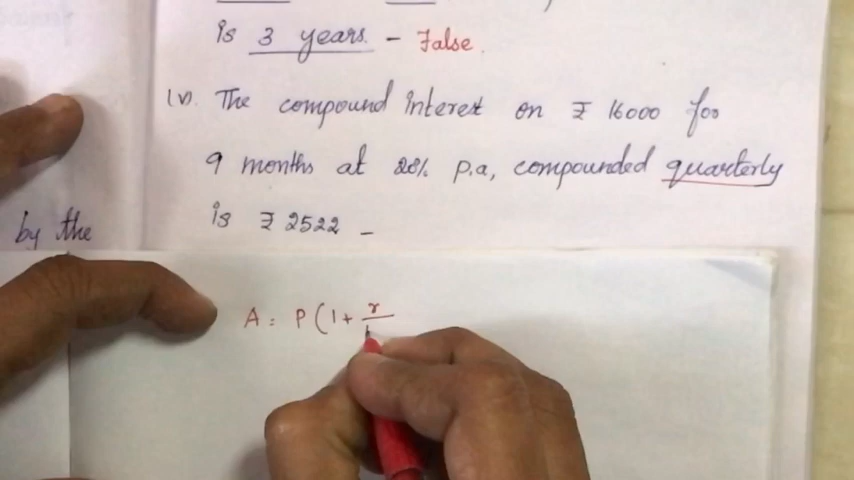 is 3 years. - False.
iv). The compound interest on ₹ 16000 for
9 months at 20% p.a, compounded quarterly
is ₹ 2522 -
by the
A = P ( 1 + r